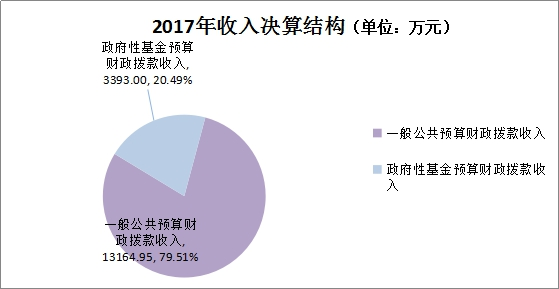 2017年收入决算结构（单位：万元）
政府性基金预算
财政拨款收入,
3393.00, 20.49%
一般公共预算财
政拨款收入,
13164.95, 79.51%
一般公共预算财政拨款收入
政府性基金预算财政拨款收
入